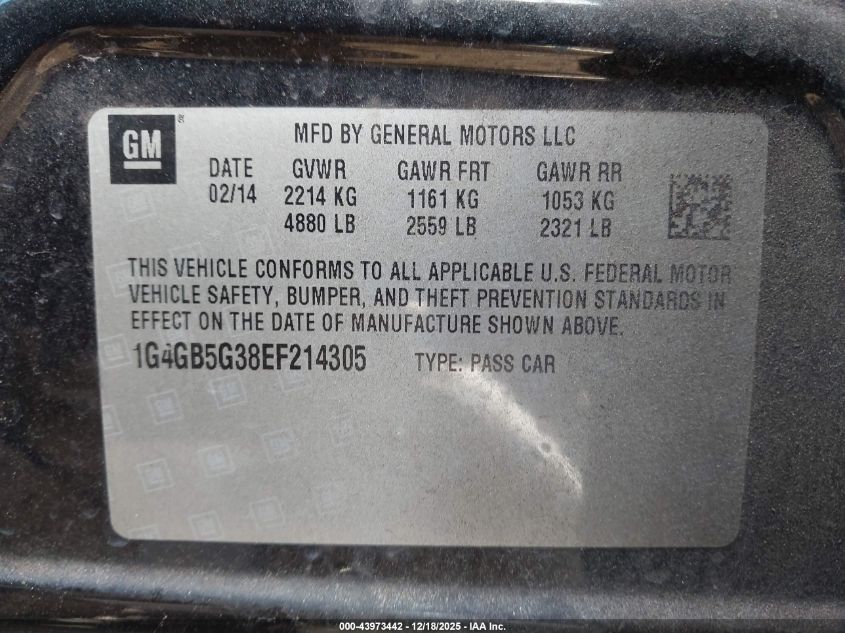 GM
MFD BY GENERAL MOTORS LLC
DATE GVWR GAWR FRT GAWR RR
02/14 2214 KG 1161 KG 1053 KG
4880 LB 2559 LB 2321 LB
THIS VEHICLE CONFORMS TO ALL APPLICABLE U.S. FEDERAL MOTOR
VEHICLE SAFETY, BUMPER, AND THEFT PREVENTION STANDARDS IN
EFFECT ON THE DATE OF MANUFACTURE SHOWN ABOVE.
1G4GB5G38EF214305 TYPE: PASS CAR
000-43973442 - 12/18/2025 - IAA Inc.